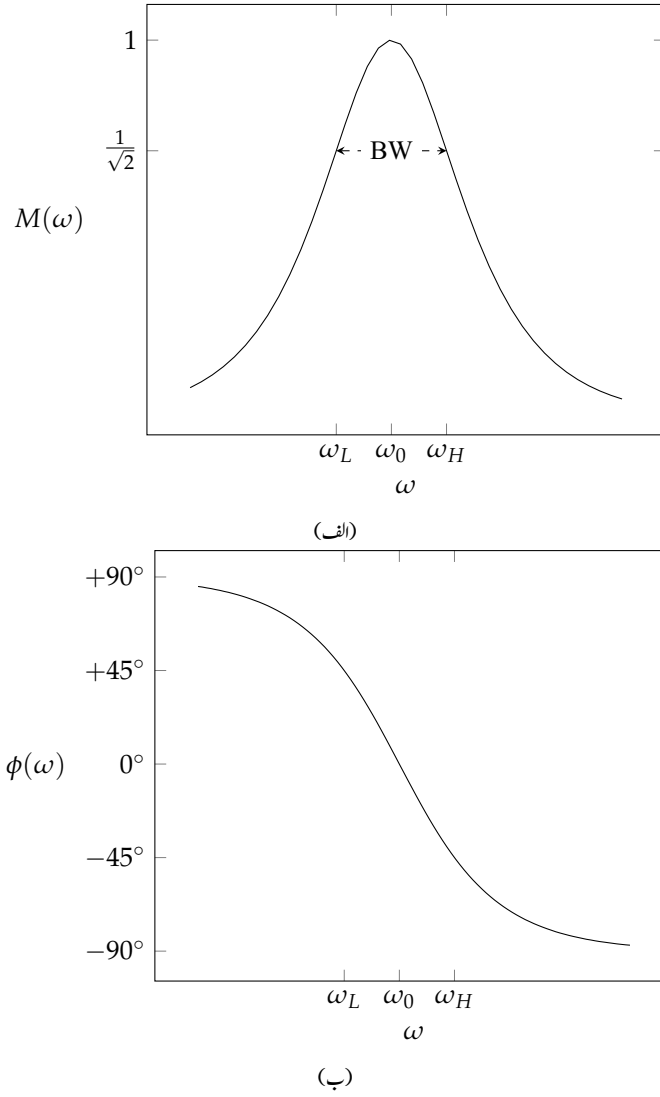 1
1/√2
BW
M(ω)
ω_L ω_0 ω_H
ω
(الف)
+90°
+45°
ϕ(ω)
0°
−45°
−90°
ω_L ω_0 ω_H
ω
(ب)